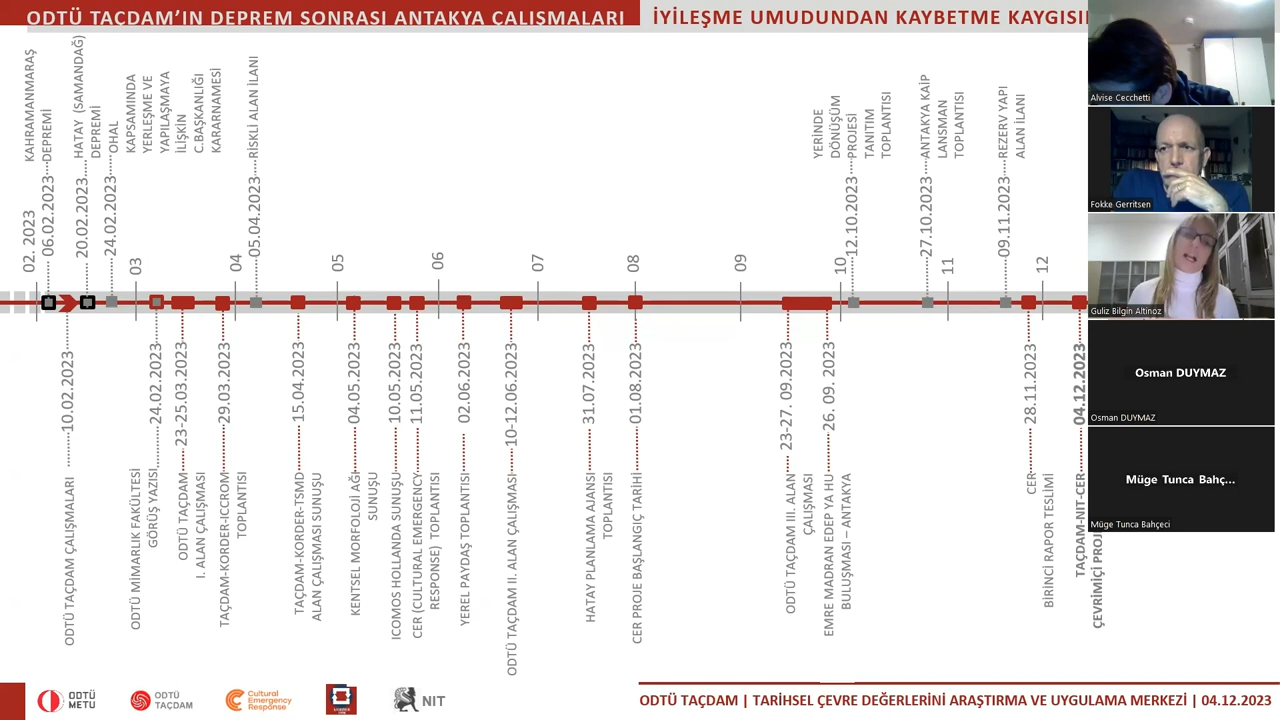 ODTÜ TAÇDAM'IN DEPREM SONRASI ANTAKYA ÇALIŞMALARI
İYİLEŞME UMUDUNDAN KAYBETME KAYGISI
02. 2023
03
04
05
06
07
08
09
10
11
12
06.02.2023
KAHRAMANMARAŞ
DEPREMİ
20.02.2023
HATAY (SAMANDAĞ)
DEPREMİ
24.02.2023
OHAL
KAPSAMINDA
YERLEŞME VE
YAPILAŞMAYA
İLİŞKİN
C.BAŞKANLIĞI
KARARNAMESİ
05.04.2023
RİSKLİ ALAN İLANI
12.10.2023
YERİNDE
DÖNÜŞÜM
PROJESİ
TANITIM
TOPLANTISI
27.10.2023
ANTAKYA KAİP
LANSMAN
TOPLANTISI
09.11.2023
REZERV YAPI
ALAN İLANI
10.02.2023
ODTÜ TAÇDAM ÇALIŞMALARI
24.02.2023
ODTÜ MİMARLIK FAKÜLTESİ
GÖRÜŞ YAZISI
23-25.03.2023
ODTÜ TAÇDAM
I. ALAN ÇALIŞMASI
29.03.2023
TAÇDAM-KORDER-ICCROM
TOPLANTISI
15.04.2023
TAÇDAM-KORDER-TSMD
ALAN ÇALIŞMASI SUNUŞU
04.05.2023
KENTSEL MORFOLOJİ AĞI
SUNUŞU
10.05.2023
ICOMOS HOLLANDA SUNUŞU
11.05.2023
CER (CULTURAL EMERGENCY
RESPONSE) TOPLANTISI
02.06.2023
YEREL PAYDAŞ TOPLANTISI
10-12.06.2023
ODTÜ TAÇDAM II. ALAN ÇALIŞMASI
31.07.2023
HATAY PLANLAMA AJANSI
TOPLANTISI
01.08.2023
CER PROJE BAŞLANGIÇ TARİHİ
23-27. 09.2023
ODTÜ TAÇDAM III. ALAN
ÇALIŞMASI
26. 09. 2023
EMRE MADRAN EDEP YA HU
BULUŞMASI – ANTAKYA
28.11.2023
CER
BİRİNCİ RAPOR TESLİMİ
04.12.2023
TAÇDAM-NIT-CER
ÇEVRİMİÇİ PROJ
Alvise Cecchetti
Fokke Gerritsen
Guliz Bilgin Altinoz
Osman DUYMAZ
Osman DUYMAZ
Müge Tunca Bahç...
Müge Tunca Bahçeci
ODTÜ
METU
ODTÜ
TAÇDAM
Cultural
Emergency
Response
NIT
ODTÜ TAÇDAM | TARİHSEL ÇEVRE DEĞERLERİNİ ARAŞTIRMA VE UYGULAMA MERKEZİ | 04.12.2023